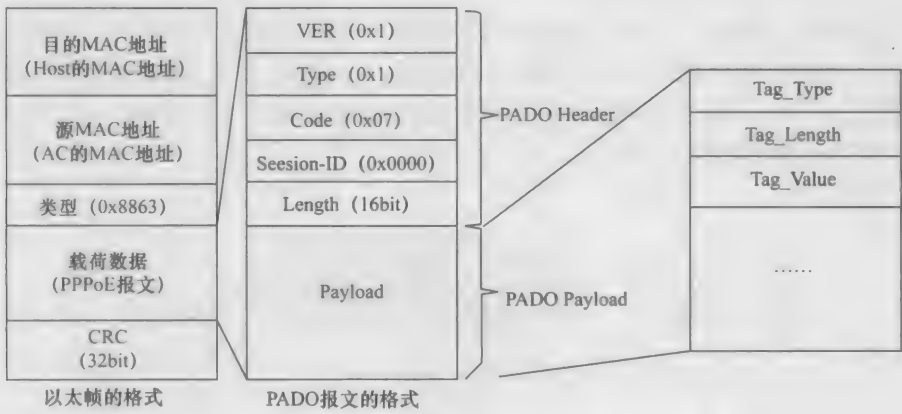 目的MAC地址
(Host的MAC地址)
源MAC地址
(AC的MAC地址)
类型 (0x8863)
载荷数据
(PPPoE报文)
CRC
(32bit)
以太帧的格式
VER (0x1)
Type (0x1)
Code (0x07)
Seesion-ID (0x0000)
Length (16bit)
Payload
PADO报文的格式
PADO Header
PADO Payload
Tag_Type
Tag_Length
Tag_Value
……